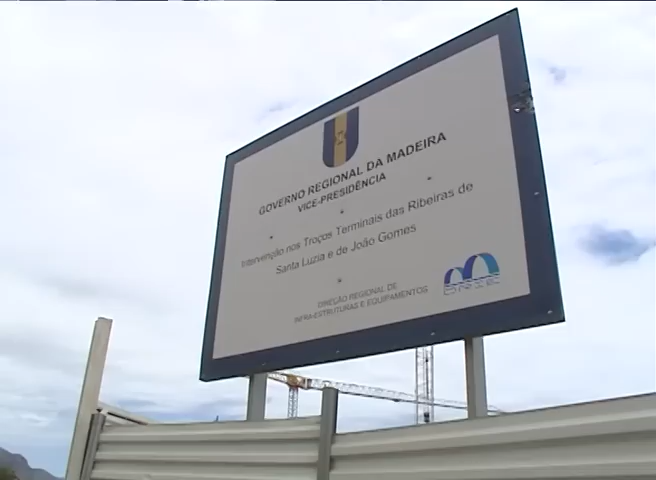 GOVERNO REGIONAL DA MADEIRA
VICE-PRESIDÊNCIA
Intervenção nos Troços Terminais das Ribeiras de
Santa Luzia e de João Gomes
DIREÇÃO REGIONAL DE
INFRA-ESTRUTURAS E EQUIPAMENTOS
DRIE